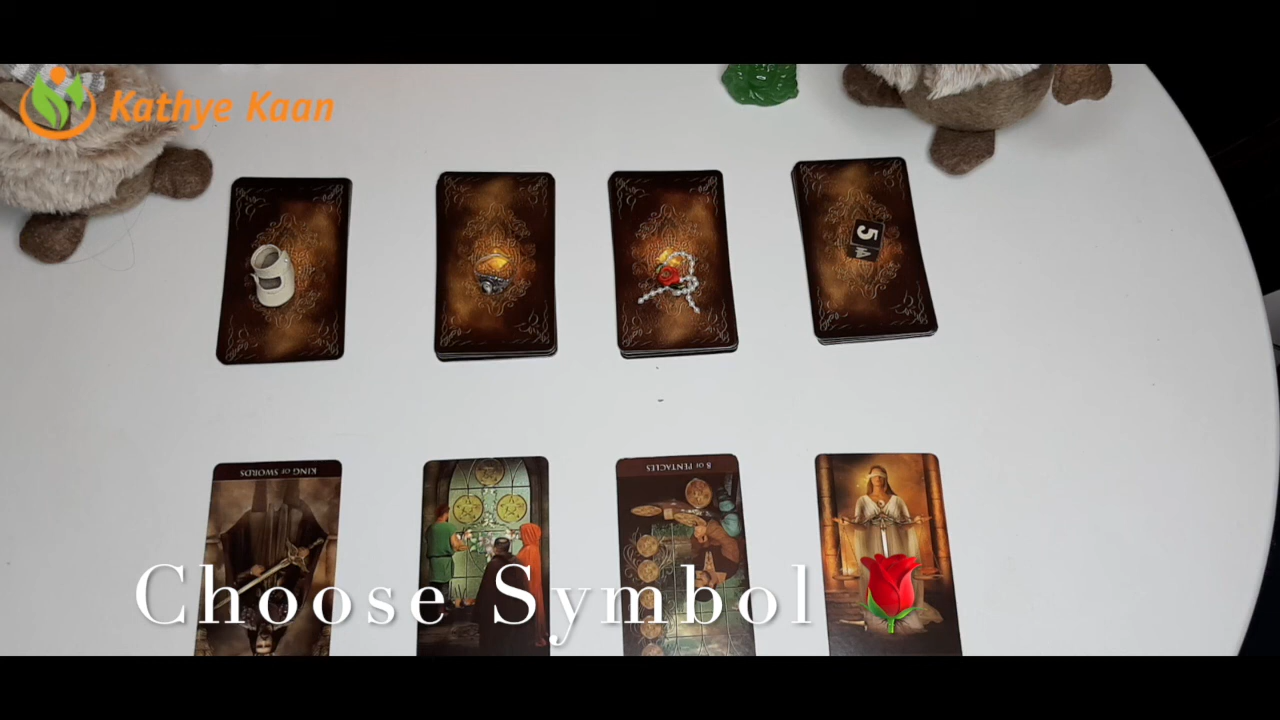 Kathye Kaan
5
KING OF SWORDS
8 OF PENTACLES
Choose Symbol